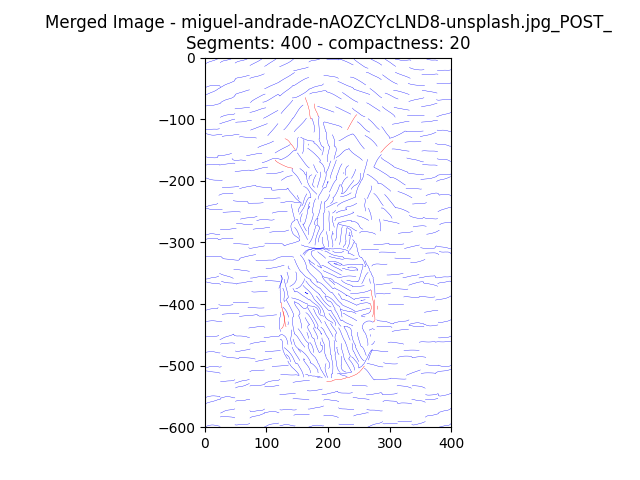 Merged Image - miguel-andrade-nAOZCYcLND8-unsplash.jpg_POST_
Segments: 400 - compactness: 20
0
−100
−200
−300
−400
−500
−600
0 100 200 300 400